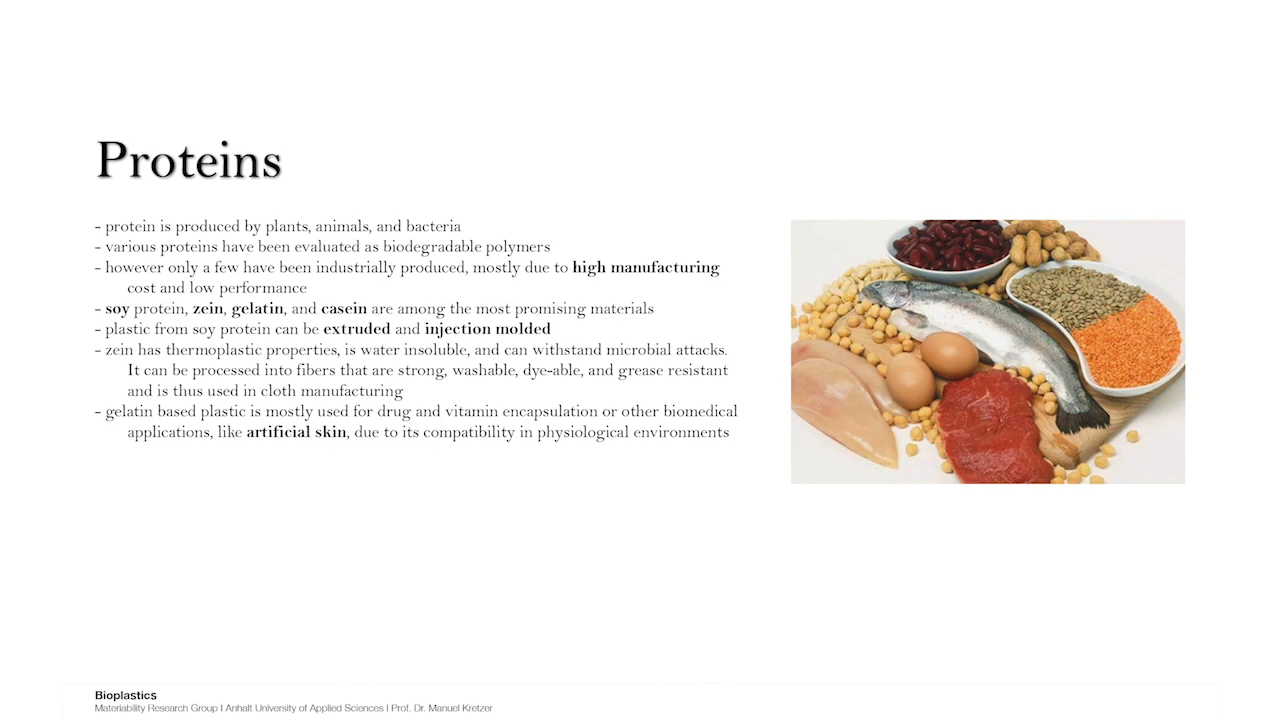 Proteins
- protein is produced by plants, animals, and bacteria
- various proteins have been evaluated as biodegradable polymers
- however only a few have been industrially produced, mostly due to high manufacturing
cost and low performance
- soy protein, zein, gelatin, and casein are among the most promising materials
- plastic from soy protein can be extruded and injection molded
- zein has thermoplastic properties, is water insoluble, and can withstand microbial attacks.
It can be processed into fibers that are strong, washable, dye-able, and grease resistant
and is thus used in cloth manufacturing
- gelatin based plastic is mostly used for drug and vitamin encapsulation or other biomedical
applications, like artificial skin, due to its compatibility in physiological environments
Bioplastics
Materiability Research Group I Anhalt University of Applied Sciences I Prof. Dr. Manuel Kretzer